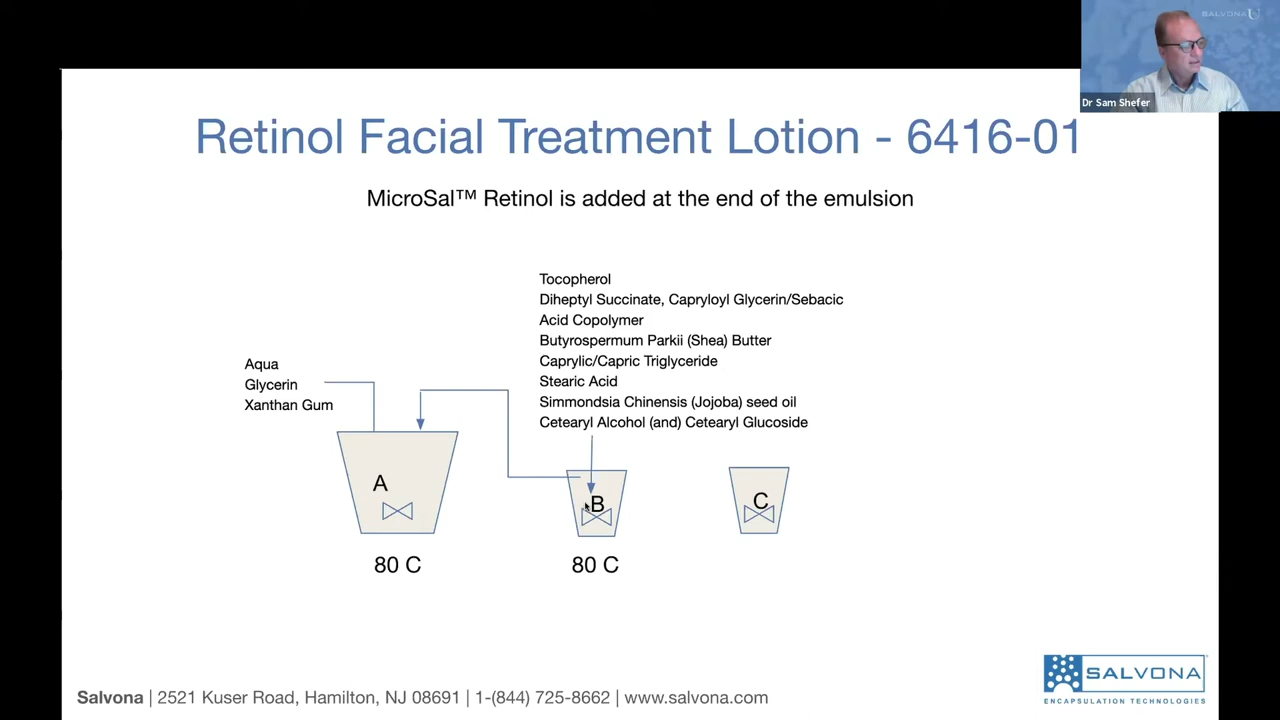 SALVONA U
Dr Sam Shefer
Retinol Facial Treatment Lotion - 6416-01
MicroSal™ Retinol is added at the end of the emulsion
Tocopherol
Diheptyl Succinate, Capryloyl Glycerin/Sebacic
Acid Copolymer
Butyrospermum Parkii (Shea) Butter
Caprylic/Capric Triglyceride
Stearic Acid
Simmondsia Chinensis (Jojoba) seed oil
Cetearyl Alcohol (and) Cetearyl Glucoside
Aqua
Glycerin
Xanthan Gum
A
B
C
80 C
80 C
SALVONA
ENCAPSULATION TECHNOLOGIES
Salvona | 2521 Kuser Road, Hamilton, NJ 08691 | 1-(844) 725-8662 | www.salvona.com